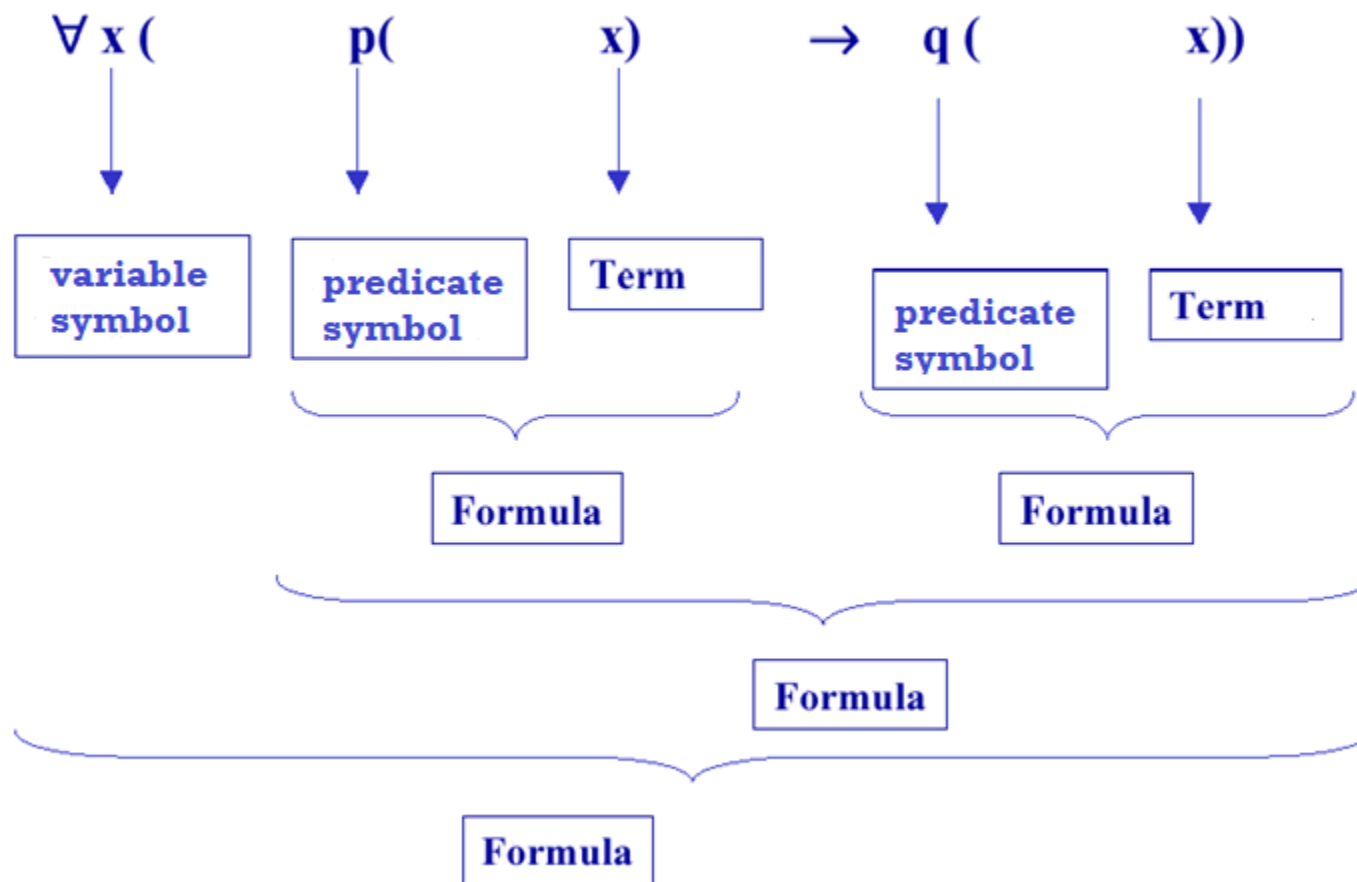 ∀ x ( p( x) → q ( x))
variable
symbol
predicate
symbol
Term
predicate
symbol
Term
Formula
Formula
Formula
Formula